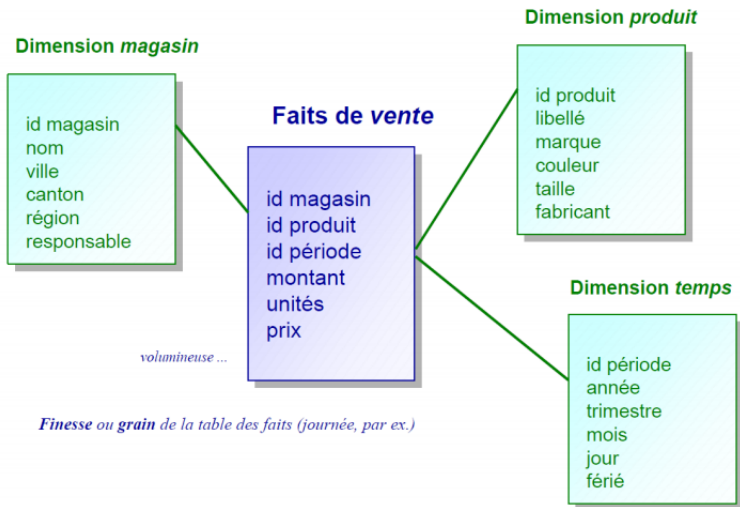 Dimension magasin
id magasin
nom
ville
canton
région
responsable
Faits de vente
id magasin
id produit
id période
montant
unités
prix
volumineuse ...
Finesse ou grain de la table des faits (journée, par ex.)
Dimension produit
id produit
libellé
marque
couleur
taille
fabricant
Dimension temps
id période
année
trimestre
mois
jour
férié